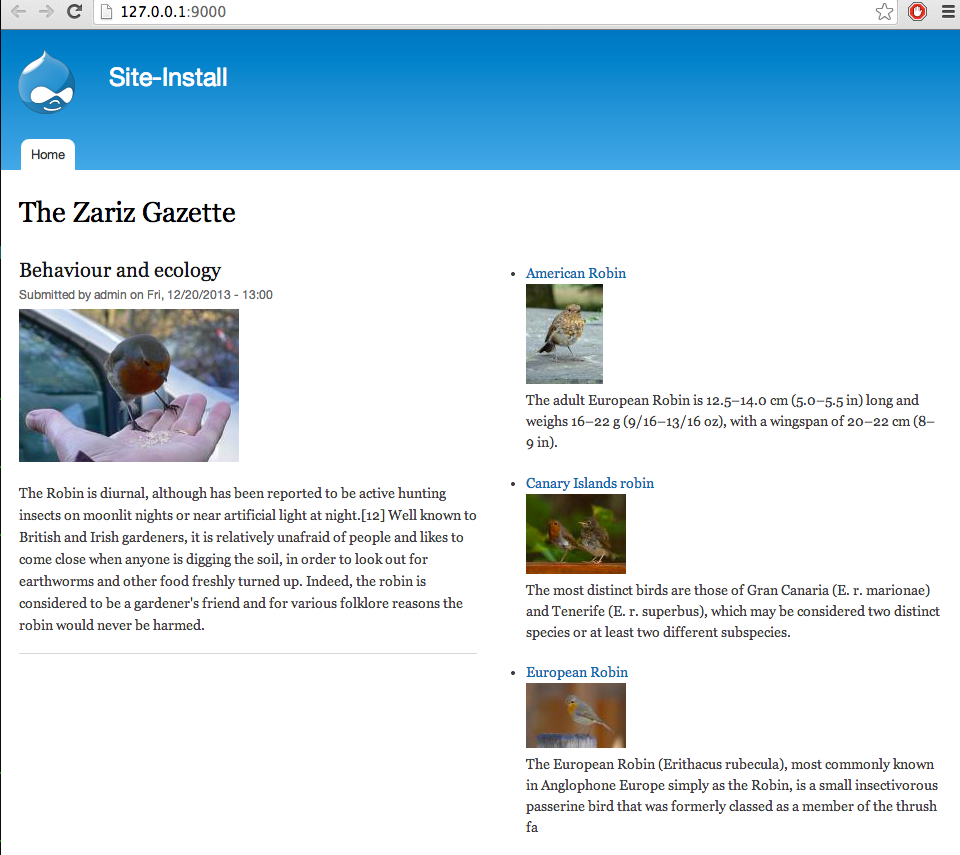 127.0.0.1:9000
Site-Install
Home
The Zariz Gazette
Behaviour and ecology
Submitted by admin on Fri, 12/20/2013 - 13:00
The Robin is diurnal, although has been reported to be active hunting
insects on moonlit nights or near artificial light at night.[12] Well known to
British and Irish gardeners, it is relatively unafraid of people and likes to
come close when anyone is digging the soil, in order to look out for
earthworms and other food freshly turned up. Indeed, the robin is
considered to be a gardener's friend and for various folklore reasons the
robin would never be harmed.
American Robin
The adult European Robin is 12.5–14.0 cm (5.0–5.5 in) long and
weighs 16–22 g (9/16–13/16 oz), with a wingspan of 20–22 cm (8–
9 in).
Canary Islands robin
The most distinct birds are those of Gran Canaria (E. r. marionae)
and Tenerife (E. r. superbus), which may be considered two distinct
species or at least two different subspecies.
European Robin
The European Robin (Erithacus rubecula), most commonly known
in Anglophone Europe simply as the Robin, is a small insectivorous
passerine bird that was formerly classed as a member of the thrush
fa